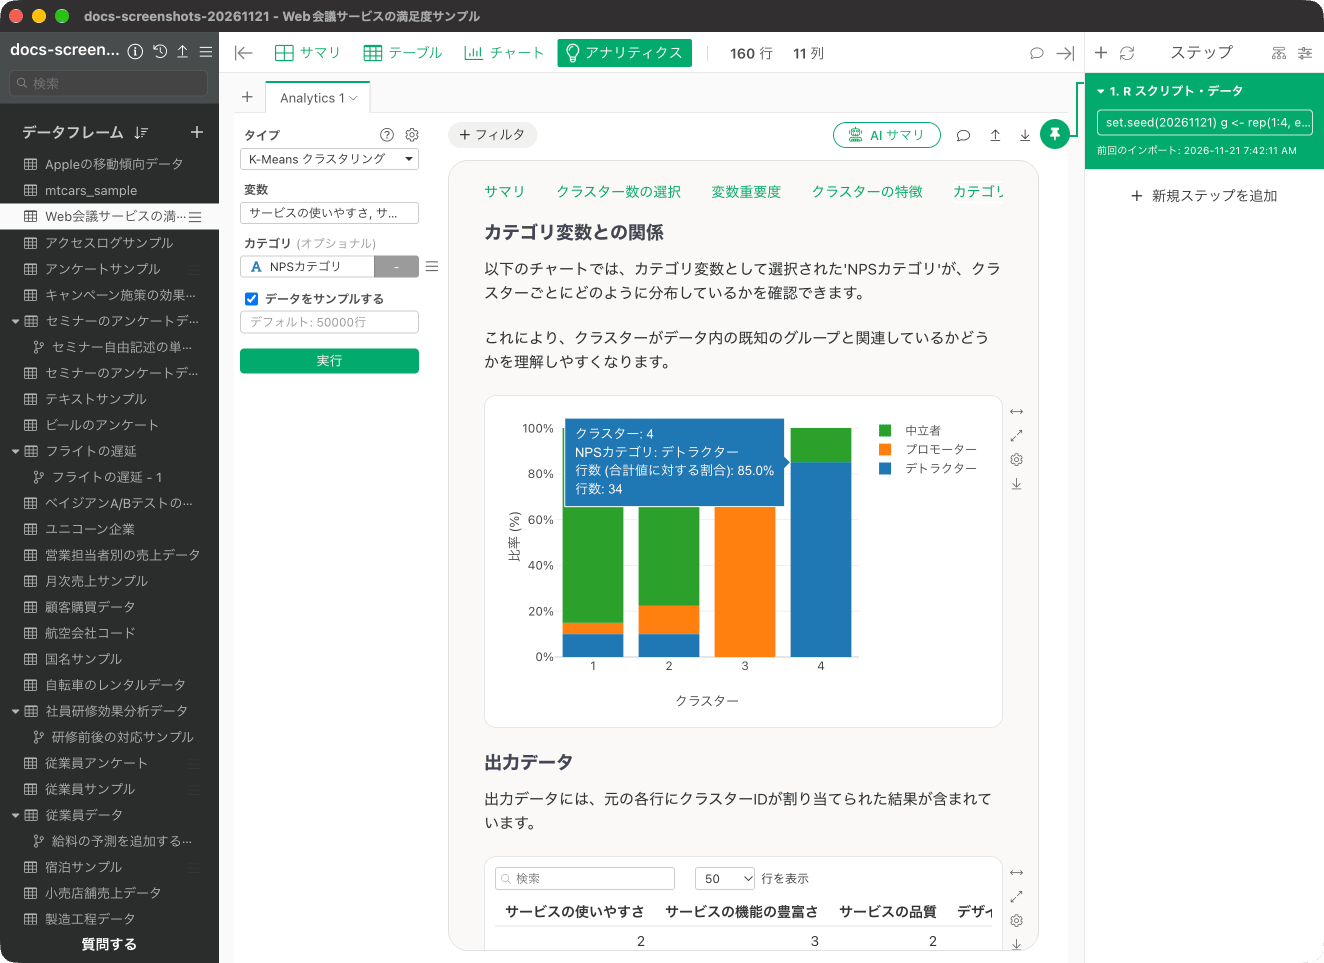 docs-screenshots-20261121 - Web会議サービスの満足度サンプル
docs-screen...
検索
データフレーム
Appleの移動傾向データ
mtcars_sample
Web会議サービスの満…
アクセスログサンプル
アンケートサンプル
キャンペーン施策の効果…
セミナーのアンケートデ…
セミナー自由記述の単…
セミナーのアンケートデ…
テキストサンプル
ビールのアンケート
フライトの遅延
フライトの遅延 - 1
ベイジアンA/Bテストの…
ユニコーン企業
営業担当者別の売上データ
月次売上サンプル
顧客購買データ
航空会社コード
国名サンプル
自転車のレンタルデータ
社員研修効果分析データ
研修前後の対応サンプル
従業員アンケート
従業員サンプル
従業員データ
給料の予測を追加する…
宿泊サンプル
小売店舗売上データ
製造工程データ
質問する
サマリ
テーブル
チャート
アナリティクス
160 行
11 列
Analytics 1
タイプ
K-Means クラスタリング
変数
サービスの使いやすさ, サ...
カテゴリ (オプショナル)
A NPSカテゴリ
-
データをサンプルする
デフォルト: 50000行
実行
+ フィルタ
AI サマリ
サマリ
クラスター数の選択
変数重要度
クラスターの特徴
カテゴリ
カテゴリ変数との関係
以下のチャートでは、カテゴリ変数として選択された'NPSカテゴリ'が、クラ
スターごとにどのように分布しているかを確認できます。
これにより、クラスターがデータ内の既知のグループと関連しているかどう
かを理解しやすくなります。
比率 (%)
100%
80%
60%
40%
20%
0%
クラスター: 4
NPSカテゴリ: デトラクター
行数 (合計値に対する割合): 85.0%
行数: 34
1
2
3
4
クラスター
中立者
プロモーター
デトラクター
出力データ
出力データには、元の各行にクラスターIDが割り当てられた結果が含まれて
います。
検索
50
行を表示
サービスの使いやすさ
サービスの機能の豊富さ
サービスの品質
デザイ
2
3
2
ステップ
1. R スクリプト・データ
set.seed(20261121) g <- rep(1:4, e...
前回のインポート: 2026-11-21 7:42:11 AM
+ 新規ステップを追加